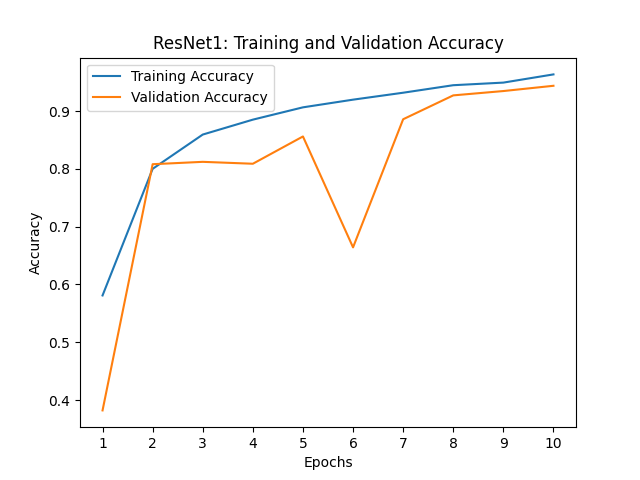 ResNet1: Training and Validation Accuracy
Training Accuracy
Validation Accuracy
0.9
0.8
0.7
0.6
0.5
0.4
Accuracy
1 2 3 4 5 6 7 8 9 10
Epochs